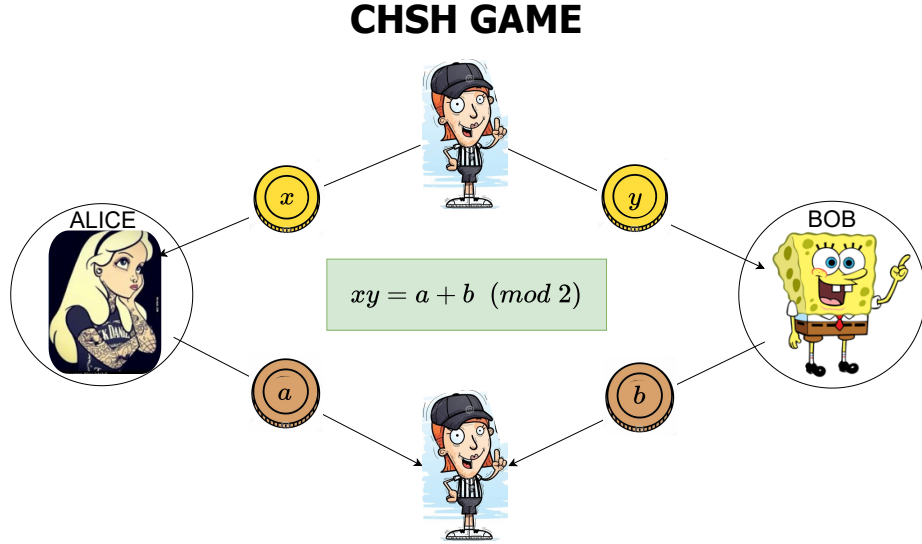 CHSH GAME
x
y
ALICE
BOB
xy = a + b (mod 2)
a
b